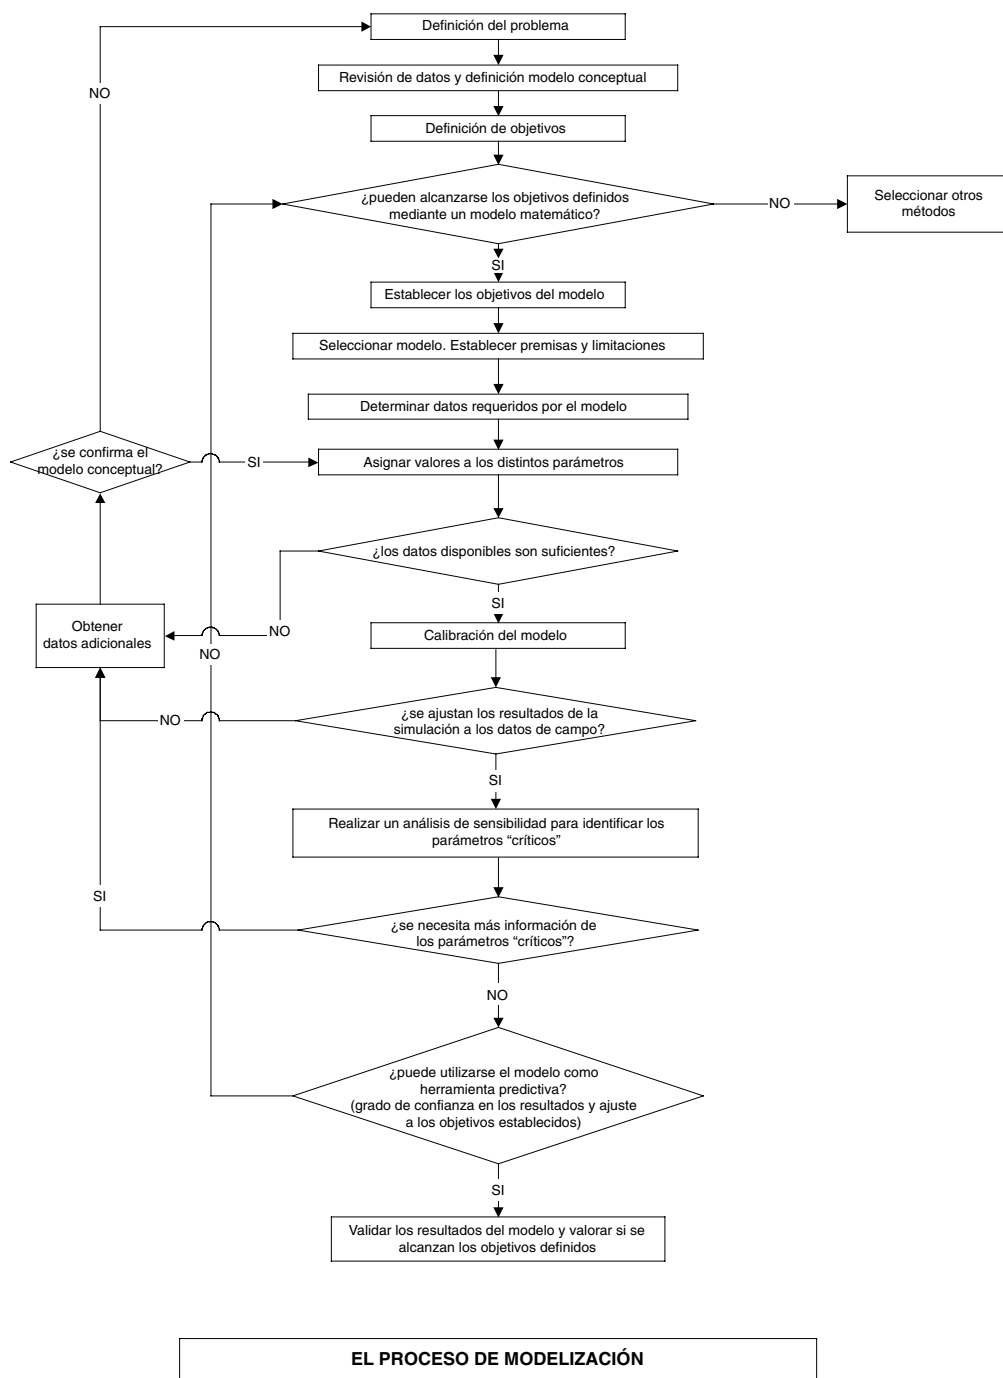 Definición del problema
NO
Revisión de datos y definición modelo conceptual
Definición de objetivos
¿pueden alcanzarse los objetivos definidos
mediante un modelo matemático?
NO
Seleccionar otros
métodos
SI
Establecer los objetivos del modelo
Seleccionar modelo. Establecer premisas y limitaciones
Determinar datos requeridos por el modelo
¿se confirma el
modelo conceptual?
SI
Asignar valores a los distintos parámetros
¿los datos disponibles son suficientes?
SI
Obtener
datos adicionales
NO
Calibración del modelo
NO
¿se ajustan los resultados de la
simulación a los datos de campo?
NO
SI
Realizar un análisis de sensibilidad para identificar los
parámetros “críticos”
SI
¿se necesita más información de
los parámetros “críticos”?
NO
¿puede utilizarse el modelo como
herramienta predictiva?
(grado de confianza en los resultados y ajuste
a los objetivos establecidos)
SI
Validar los resultados del modelo y valorar si se
alcanzan los objetivos definidos
EL PROCESO DE MODELIZACIÓN